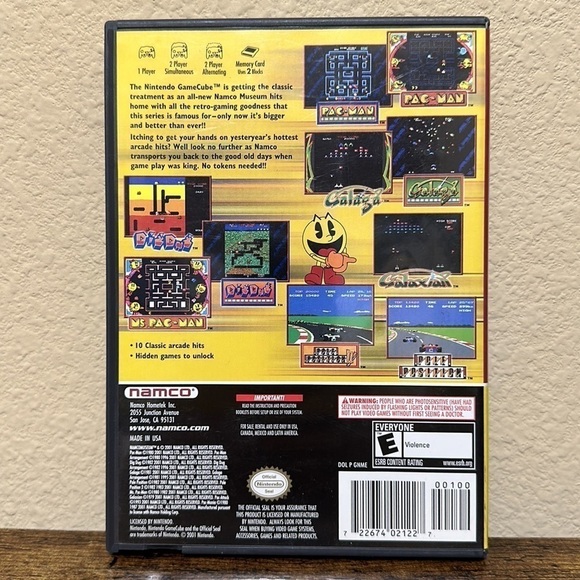 1 Player
2 Player
Simultaneous
2 Player
Alternating
Memory Card
Uses 2 Blocks
The Nintendo GameCube™ is getting the classic
treatment as an all-new Namco Museum hits
home with all the retro-gaming goodness that
this series is famous for—only now it's bigger
and better than ever!!
Itching to get your hands on yesteryear's hottest
arcade hits? Well look no further as Namco
transports you back to the good old days when
game play was king. No tokens needed!!
PAC-MAN
PAC-MAN
Galaga
Galaga
DIG DUG
DIG DUG
Galaxian
MS. PAC-MAN
POLE POSITION
POLE POSITION
• 10 Classic arcade hits
• Hidden games to unlock
namco
Namco Hometek Inc.
2055 Junction Avenue
San Jose, CA 95131
www.namco.com
MADE IN USA
LICENSED BY NINTENDO
Nintendo, Nintendo GameCube and the Official Seal
are trademarks of Nintendo. © 2001 Nintendo.
IMPORTANT!
READ THE INSTRUCTION AND PRECAUTION
BOOKLETS BEFORE SETUP OR USE OF YOUR SYSTEM.
FOR SALE, RENTAL AND USE ONLY IN USA,
CANADA, MEXICO AND LATIN AMERICA.
Official
Nintendo
Seal
THE OFFICIAL SEAL IS YOUR ASSURANCE
THAT THIS PRODUCT IS LICENSED OR MANUFACTURED
BY NINTENDO. ALWAYS LOOK FOR THIS
SEAL WHEN BUYING VIDEO GAME SYSTEMS,
ACCESSORIES, GAMES AND RELATED PRODUCTS.
WARNING: PEOPLE WHO ARE PHOTOSENSITIVE (HAVE HAD
SEIZURES INDUCED BY FLASHING LIGHTS OR PATTERNS) SHOULD
NOT PLAY VIDEO GAMES WITHOUT FIRST SEEING A DOCTOR.
EVERYONE
E
Violence
ESRB CONTENT RATING
www.esrb.org
DOL P GNME
00100
7 22674 02122 7